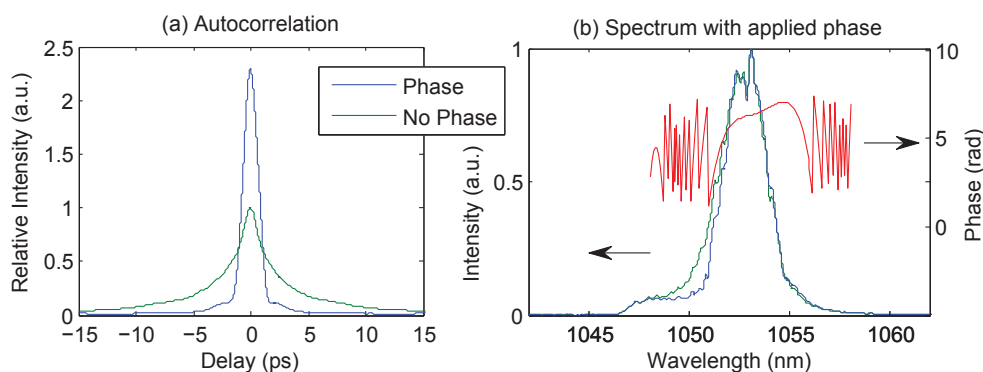 (a) Autocorrelation
2.5
2
1.5
1
0.5
0
−15
−10
−5
0
5
10
15
Relative Intensity (a.u.)
Delay (ps)
Phase
No Phase
(b) Spectrum with applied phase
1
0.5
0
1045
1050
1055
1060
Intensity (a.u.)
Wavelength (nm)
10
5
0
Phase (rad)